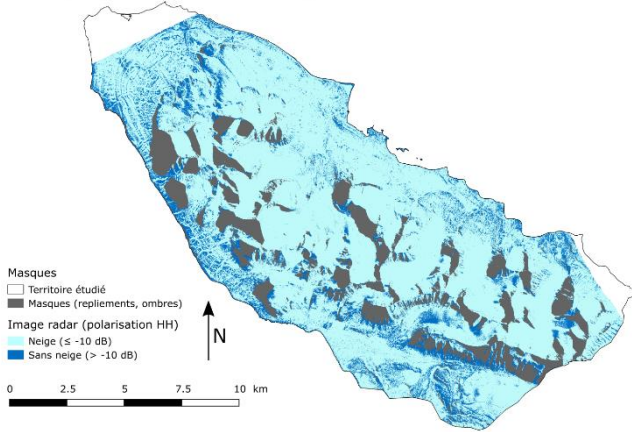 Masques
Territoire étudié
Masques (repliements, ombres)
Image radar (polarisation HH)
Neige (≤ -10 dB)
Sans neige (> -10 dB)
N
0 2.5 5 7.5 10 km